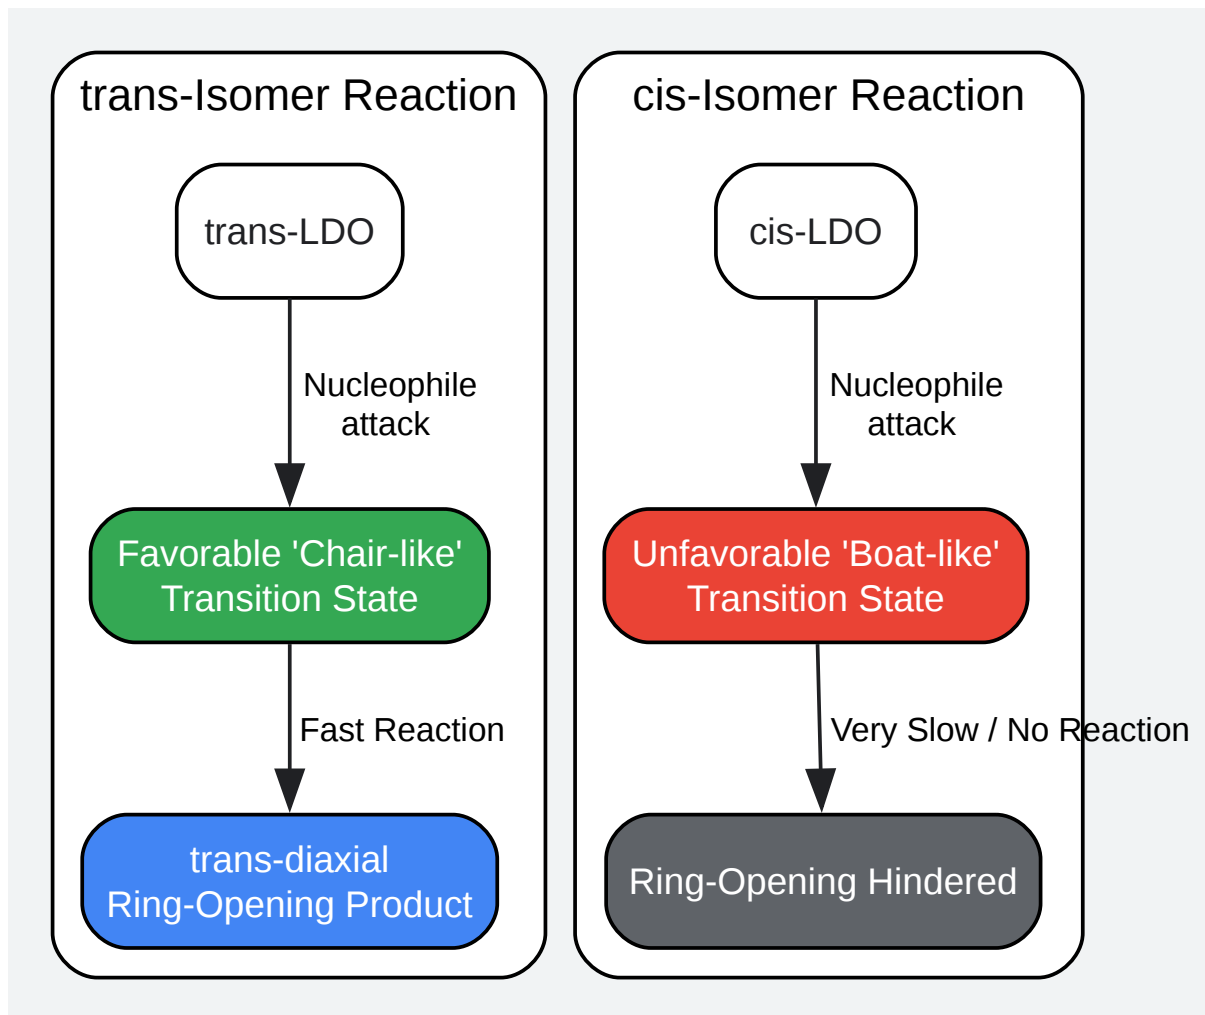 trans-Isomer Reaction
trans-LDO
Nucleophile
attack
Favorable 'Chair-like'
Transition State
Fast Reaction
trans-diaxial
Ring-Opening Product
cis-Isomer Reaction
cis-LDO
Nucleophile
attack
Unfavorable 'Boat-like'
Transition State
Very Slow / No Reaction
Ring-Opening Hindered